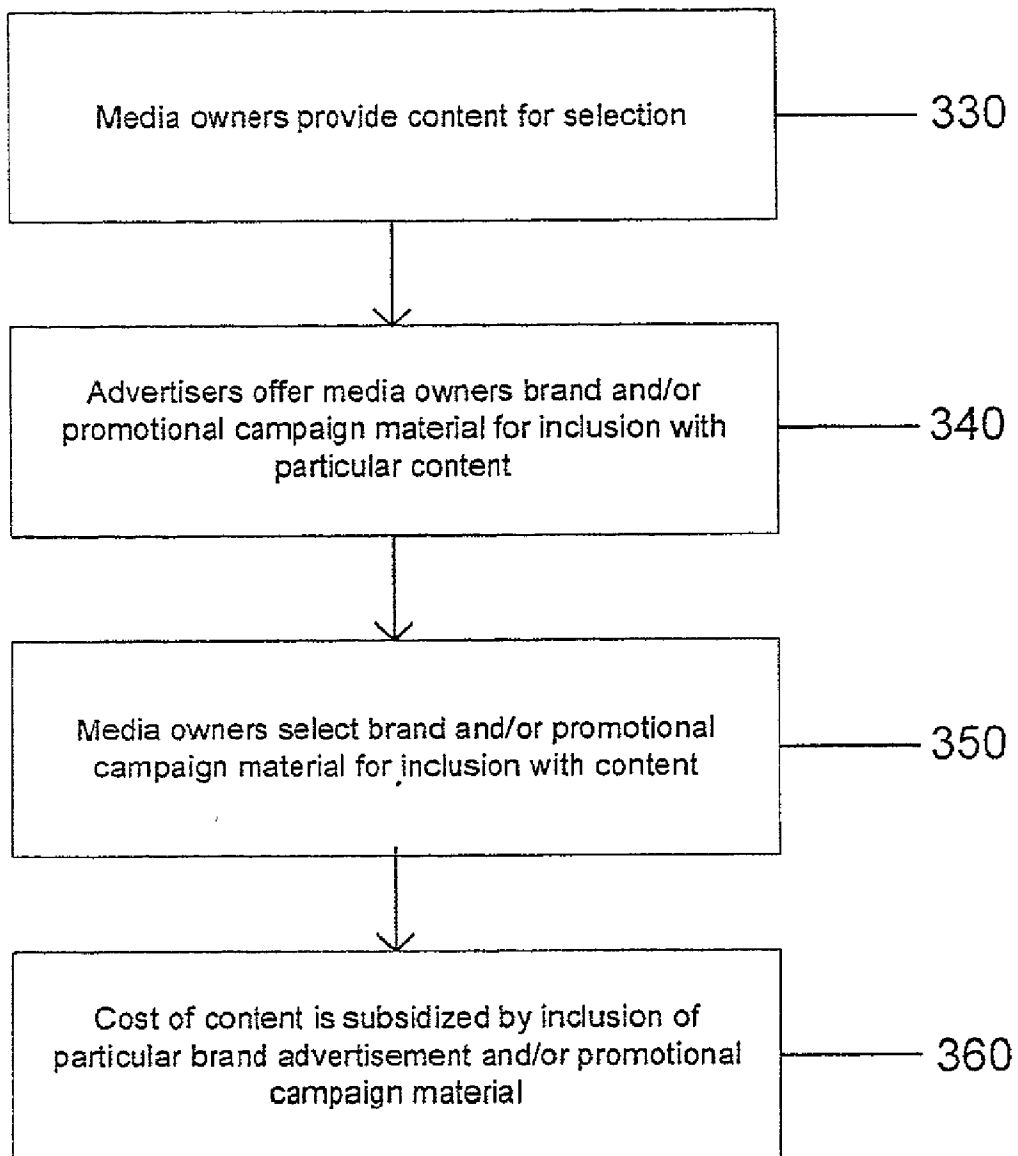 Media owners provide content for selection
330
Advertisers offer media owners brand and/or
promotional campaign material for inclusion with
particular content
340
Media owners select brand and/or promotional
campaign material for inclusion with content
350
Cost of content is subsidized by inclusion of
particular brand advertisement and/or promotional
campaign material
360